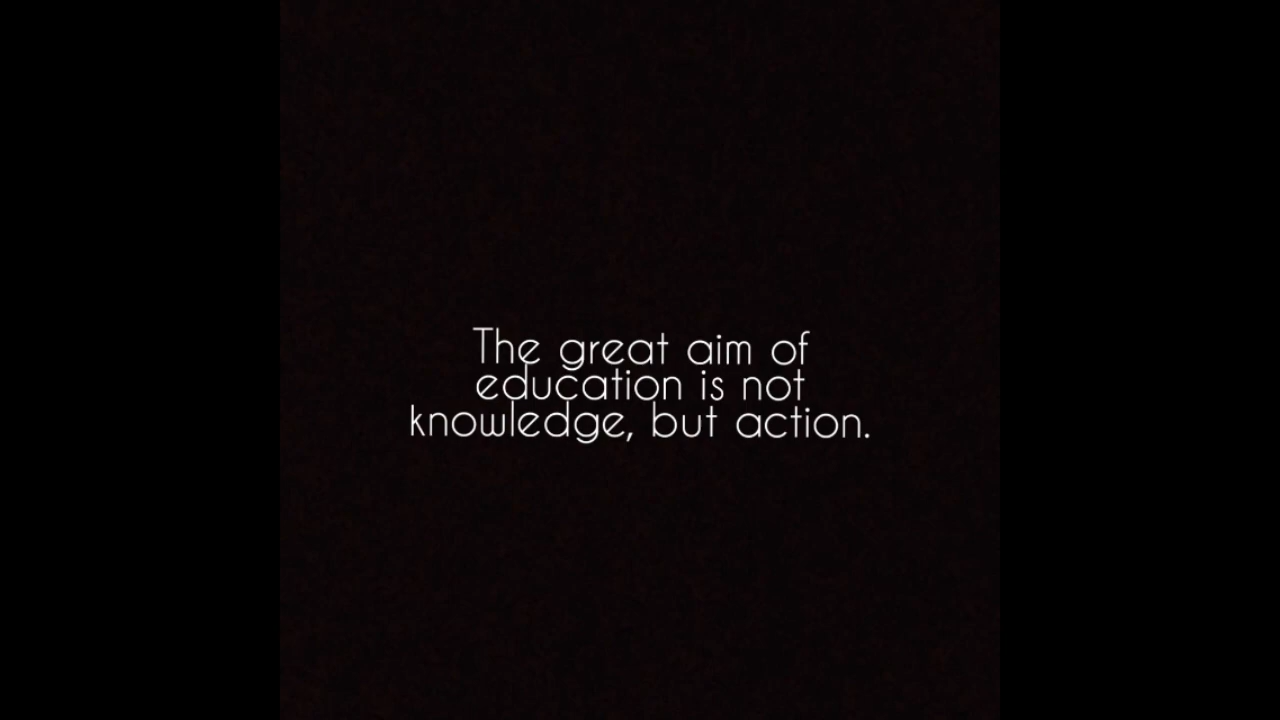 The great aim of
education is not
knowledge, but action.